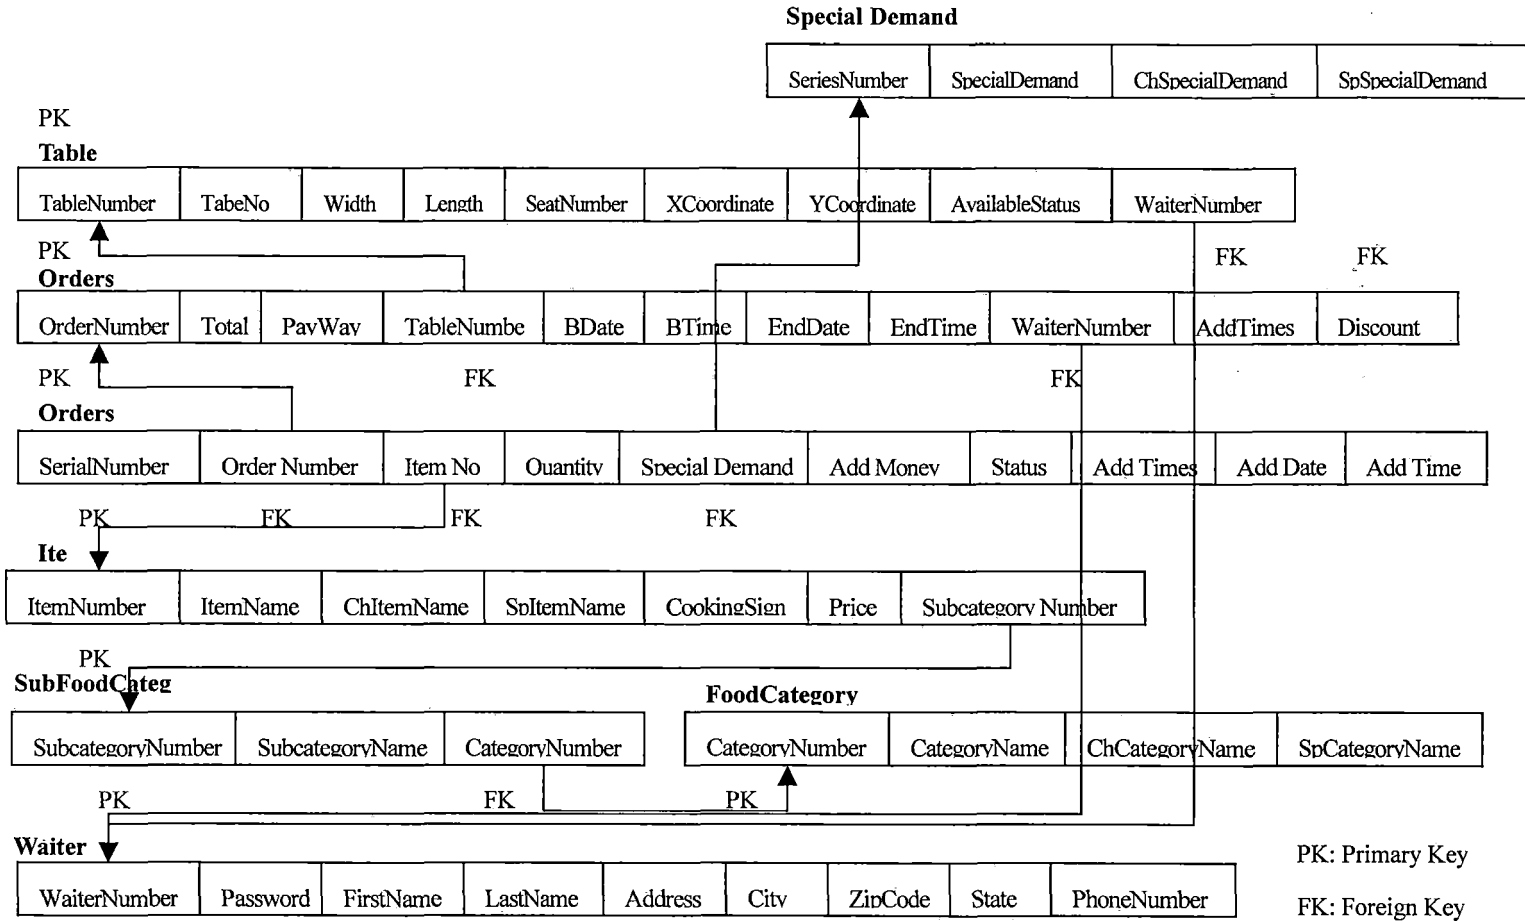 Special Demand
SeriesNumber SpecialDemand ChSpecialDemand SpSpecialDemand
PK
Table
TableNumber TabeNo Width Length SeatNumber XCoordinate YCoordinate AvailableStatus WaiterNumber
PK FK FK
Orders
OrderNumber Total PayWay TableNumbe BDate BTime EndDate EndTime WaiterNumber AddTimes Discount
PK FK FK
Orders
SerialNumber Order Number Item No Quantity Special Demand Add Money Status Add Times Add Date Add Time
PK FK FK FK
Ite
ItemNumber ItemName ChItemName SpItemName CookingSign Price Subcategory Number
PK
SubFoodCateg FoodCategory
SubcategoryNumber SubcategoryName CategoryNumber CategoryNumber CategoryName ChCategoryName SpCategoryName
PK FK PK
Waiter
WaiterNumber Password FirstName LastName Address City ZipCode State PhoneNumber
PK: Primary Key
FK: Foreign Key